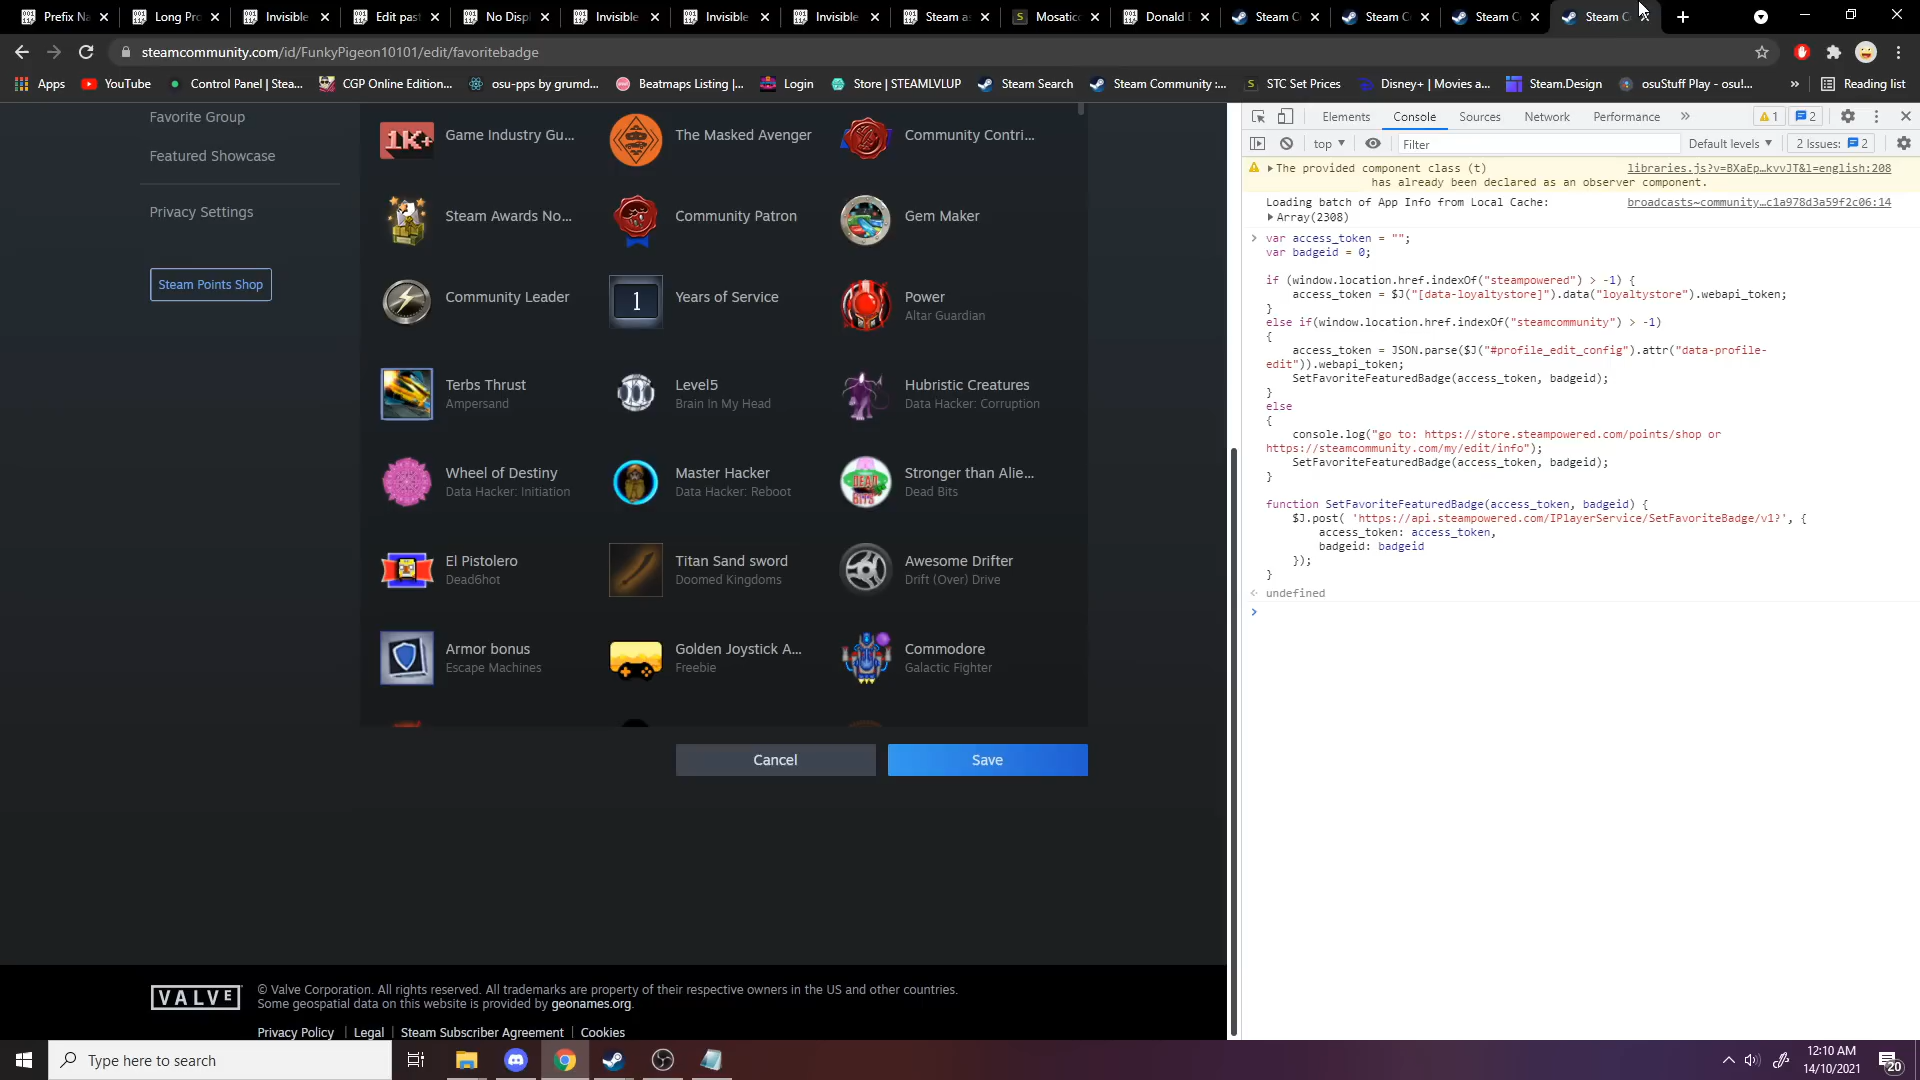 Prefix Na
Long Pro
Invisible
Edit past
No Displ
Invisible
Invisible
Invisible
Steam a
Mosatic
Donald
Steam C
Steam C
Steam C
Steam C
steamcommunity.com/id/FunkyPigeon10101/edit/favoritebadge
Apps
YouTube
Control Panel | Stea...
CGP Online Edition...
osu-pps by grumd...
Beatmaps Listing |...
Login
Store | STEAMLVLUP
Steam Search
Steam Community :...
STC Set Prices
Disney+ | Movies a...
Steam.Design
osuStuff Play - osu!...
»
Reading list
Favorite Group
Featured Showcase
Privacy Settings
Steam Points Shop
1K+
Game Industry Gu...
The Masked Avenger
Community Contri...
Steam Awards No...
Community Patron
Gem Maker
Community Leader
1
Years of Service
Power
Altar Guardian
Terbs Thrust
Ampersand
Level5
Brain In My Head
Hubristic Creatures
Data Hacker: Corruption
Wheel of Destiny
Data Hacker: Initiation
Master Hacker
Data Hacker: Reboot
DEAD BITS
Stronger than Alie...
Dead Bits
El Pistolero
Dead6hot
Titan Sand sword
Doomed Kingdoms
Awesome Drifter
Drift (Over) Drive
Armor bonus
Escape Machines
Golden Joystick A...
Freebie
Commodore
Galactic Fighter
Cancel
Save
VALVE
© Valve Corporation. All rights reserved. All trademarks are property of their respective owners in the US and other countries.
Some geospatial data on this website is provided by geonames.org.
Privacy Policy | Legal | Steam Subscriber Agreement | Cookies
Elements
Console
Sources
Network
Performance
»
1
2
top
Filter
Default levels
2 Issues:
2
The provided component class (t) libraries.js?v=BXaEp…kvvJT&l=english:208
has already been declared as an observer component.
Loading batch of App Info from Local Cache: broadcasts~community…c1a978d3a59f2c06:14
Array(2308)
var access_token = "";
var badgeid = 0;
if (window.location.href.indexOf("steampowered") > -1) {
access_token = $J("[data-loyaltystore]").data("loyaltystore").webapi_token;
}
else if(window.location.href.indexOf("steamcommunity") > -1)
{
access_token = JSON.parse($J("#profile_edit_config").attr("data-profile-
edit")).webapi_token;
SetFavoriteFeaturedBadge(access_token, badgeid);
}
else
{
console.log("go to: https://store.steampowered.com/points/shop or
https://steamcommunity.com/my/edit/info");
SetFavoriteFeaturedBadge(access_token, badgeid);
}
function SetFavoriteFeaturedBadge(access_token, badgeid) {
$J.post( 'https://api.steampowered.com/IPlayerService/SetFavoriteBadge/v1?', {
access_token: access_token,
badgeid: badgeid
});
}
undefined
Type here to search
12:10 AM
14/10/2021
20